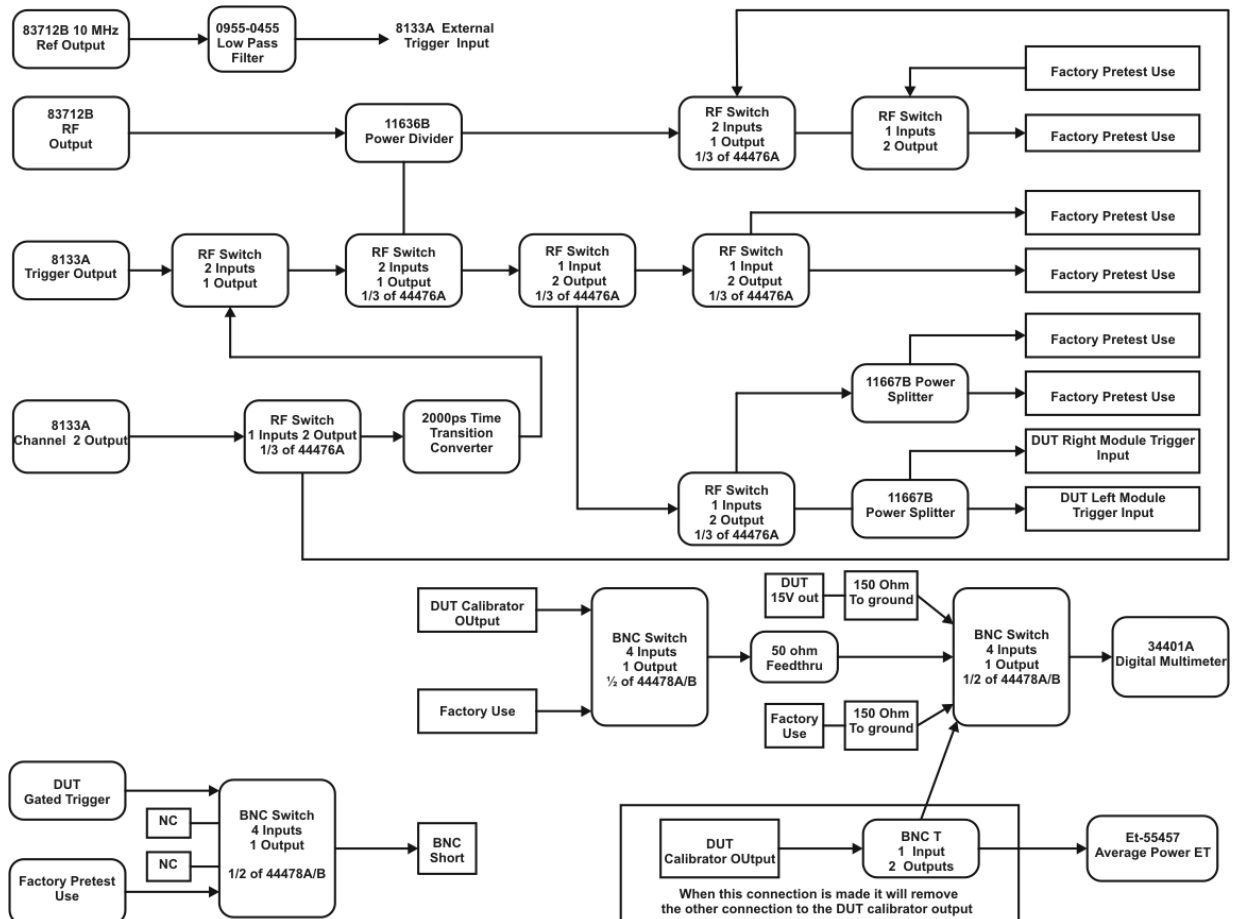 83712B 10 MHz
Ref Output
0955-0455
Low Pass
Filter
8133A External
Trigger Input
Factory Pretest Use
83712B
RF
Output
11636B
Power Divider
RF Switch
2 Inputs
1 Output
1/3 of 44476A
RF Switch
1 Inputs
2 Output
Factory Pretest Use
Factory Pretest Use
8133A
Trigger Output
RF Switch
2 Inputs
1 Output
RF Switch
2 Inputs
1 Output
1/3 of 44476A
RF Switch
1 Input
2 Output
1/3 of 44476A
RF Switch
1 Input
2 Output
1/3 of 44476A
Factory Pretest Use
Factory Pretest Use
11667B Power
Splitter
Factory Pretest Use
8133A
Channel 2 Output
RF Switch
1 Inputs 2 Output
1/3 of 44476A
2000ps Time
Transition
Converter
DUT Right Module Trigger
Input
RF Switch
1 Inputs
2 Output
1/3 of 44476A
11667B
Power Splitter
DUT Left Module
Trigger Input
DUT Calibrator
OUtput
Factory Use
BNC Switch
4 Inputs
1 Output
½ of 44478A/B
DUT
15V out
150 Ohm
To ground
50 ohm
Feedthru
Factory
Use
150 Ohm
To ground
BNC Switch
4 Inputs
1 Output
1/2 of 44478A/B
34401A
Digital Multimeter
DUT
Gated Trigger
NC
NC
Factory Pretest
Use
BNC Switch
4 Inputs
1 Output
1/2 of 44478A/B
BNC
Short
DUT
Calibrator OUtput
BNC T
1 Input
2 Outputs
Et-55457
Average Power ET
When this connection is made it will remove
the other connection to the DUT calibrator output